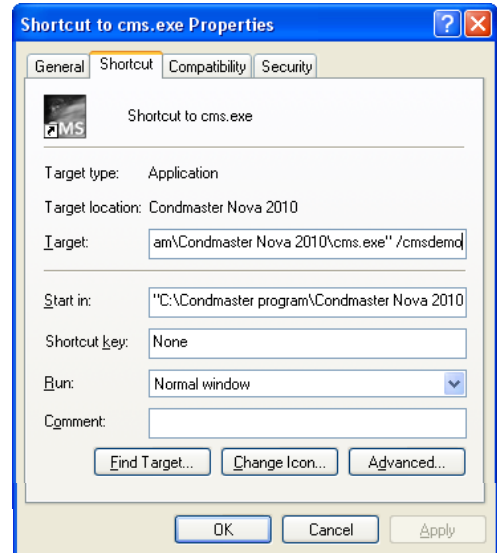 Shortcut to cms.exe Properties
General Shortcut Compatibility Security
MS Shortcut to cms.exe
Target type: Application
Target location: Condmaster Nova 2010
Target: am\Condmaster Nova 2010\cms.exe" /cmsdemo
Start in: "C:\Condmaster program\Condmaster Nova 2010
Shortcut key: None
Run: Normal window
Comment:
Find Target... Change Icon... Advanced...
OK Cancel Apply